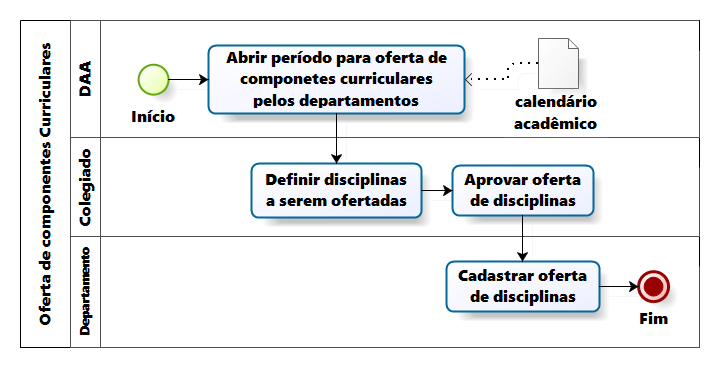 Oferta de componentes Curriculares
DAA
Início
Abrir período para oferta de
componetes curriculares
pelos departamentos
calendário
acadêmico
Colegiado
Definir disciplinas
a serem ofertadas
Aprovar oferta
de disciplinas
Departamento
Cadastrar oferta
de disciplinas
Fim